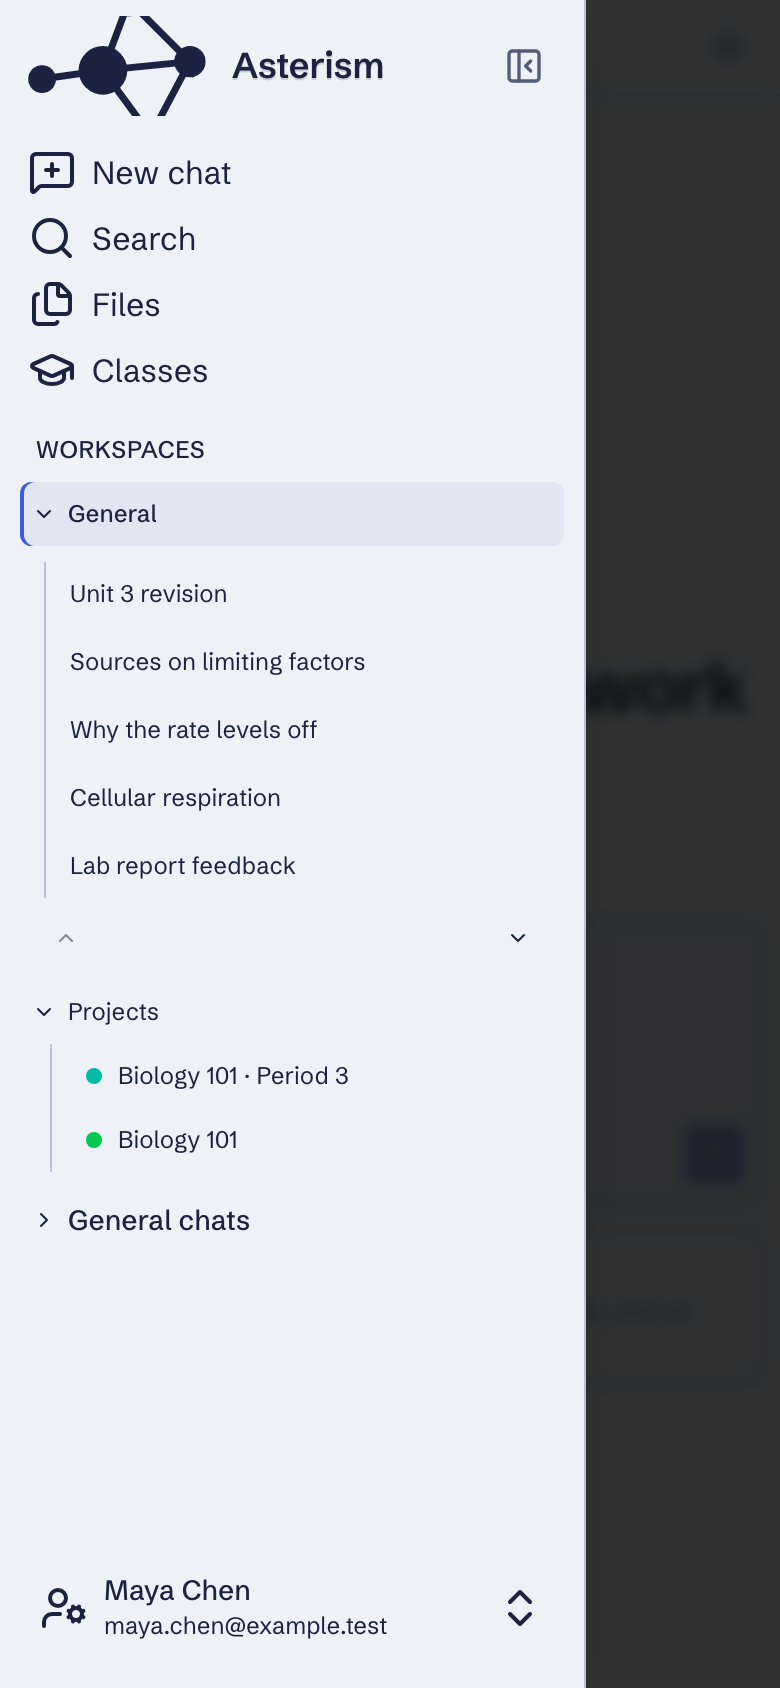 Asterism
New chat
Search
Files
Classes
WORKSPACES
General
Unit 3 revision
Sources on limiting factors
Why the rate levels off
Cellular respiration
Lab report feedback
Projects
Biology 101 · Period 3
Biology 101
General chats
Maya Chen
maya.chen@example.test
work